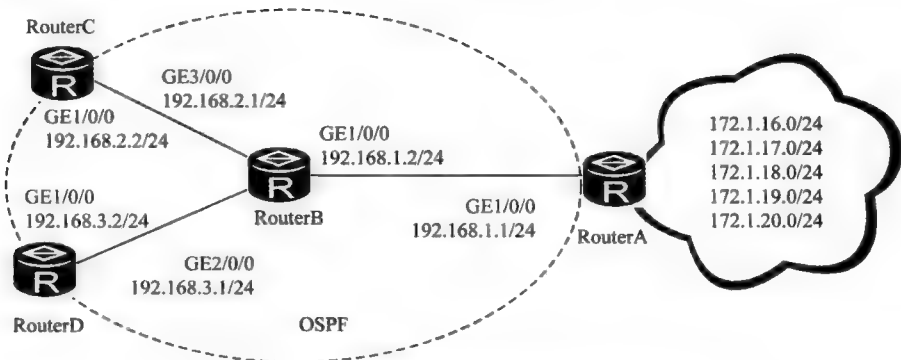 RouterC
GE3/0/0
192.168.2.1/24
GE1/0/0
192.168.2.2/24
R
GE1/0/0
192.168.1.2/24
172.1.16.0/24
172.1.17.0/24
172.1.18.0/24
172.1.19.0/24
172.1.20.0/24
GE1/0/0
192.168.3.2/24
R
RouterB
R
RouterA
GE1/0/0
192.168.1.1/24
GE2/0/0
192.168.3.1/24
R
RouterD
OSPF